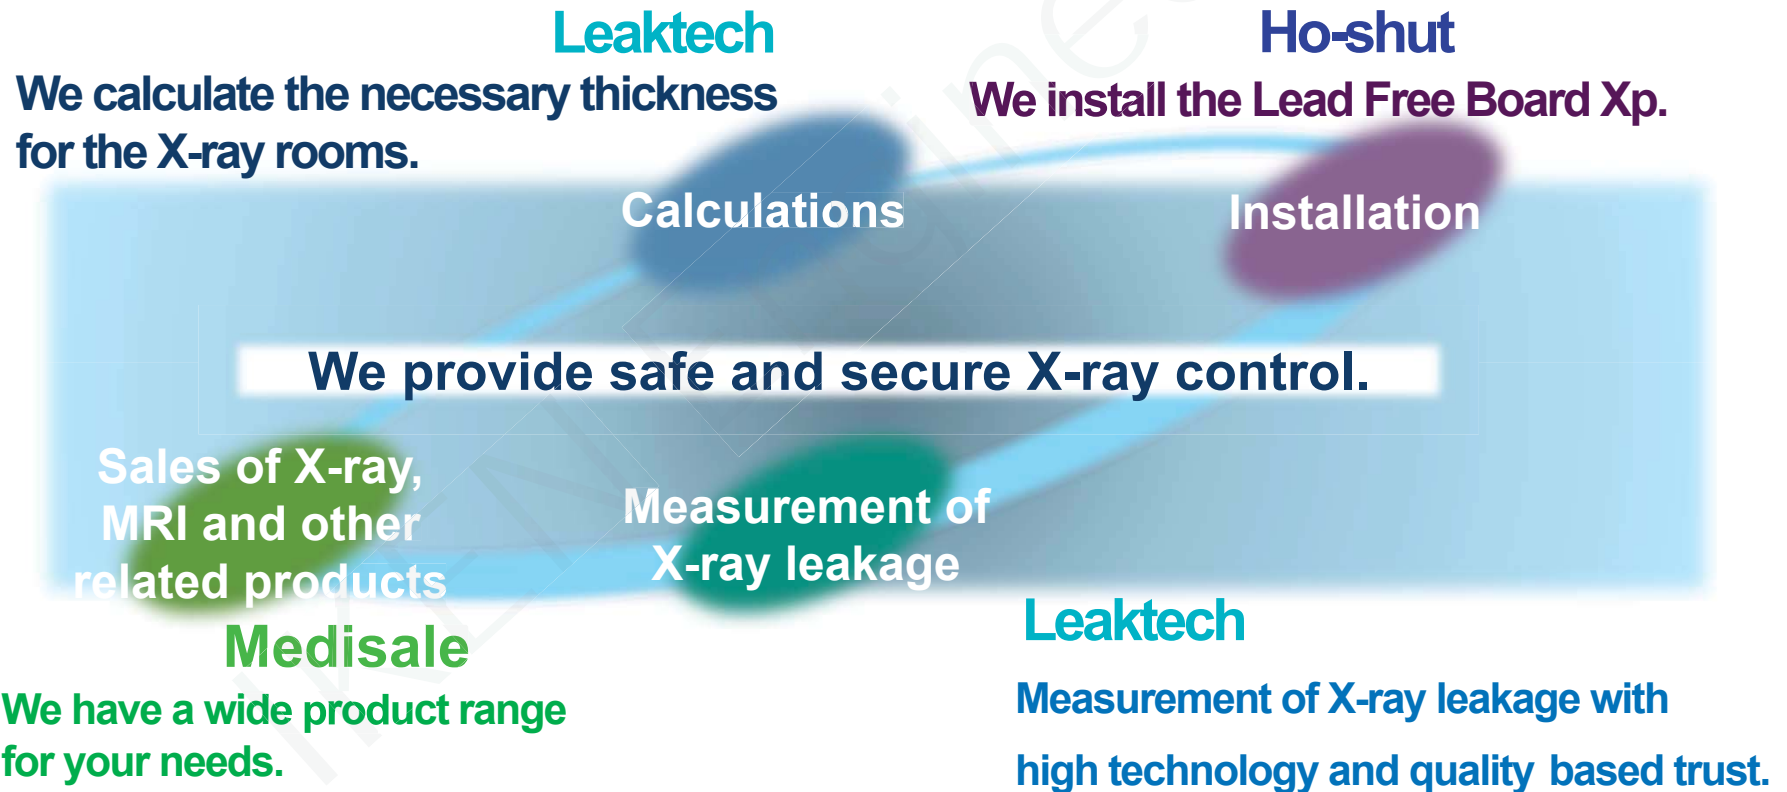 Leaktech
We calculate the necessary thickness
for the X-ray rooms.
Ho-shut
We install the Lead Free Board Xp.
Calculations
Installation
We provide safe and secure X-ray control.
Sales of X-ray,
MRI and other
related products
Measurement of
X-ray leakage
Medisale
We have a wide product range
for your needs.
Leaktech
Measurement of X-ray leakage with
high technology and quality based trust.